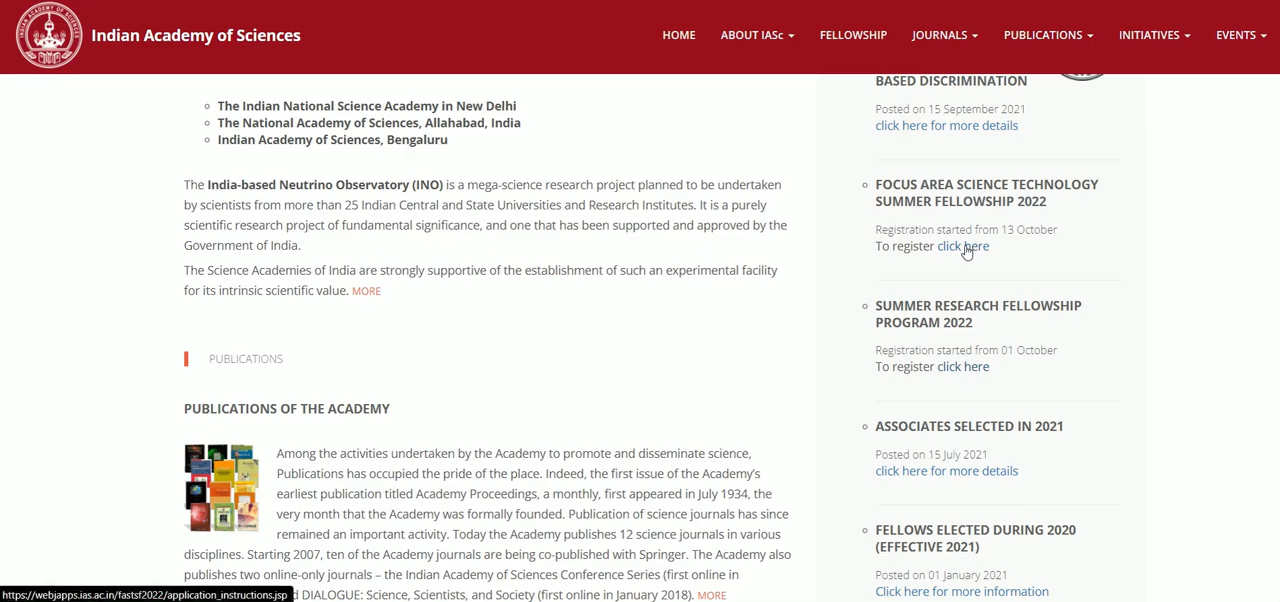 Indian Academy of Sciences
HOME ABOUT IASc FELLOWSHIP JOURNALS PUBLICATIONS INITIATIVES EVENTS
The Indian National Science Academy in New Delhi
The National Academy of Sciences, Allahabad, India
Indian Academy of Sciences, Bengaluru
The India-based Neutrino Observatory (INO) is a mega-science research project planned to be undertaken
by scientists from more than 25 Indian Central and State Universities and Research Institutes. It is a purely
scientific research project of fundamental significance, and one that has been supported and approved by the
Government of India.
The Science Academies of India are strongly supportive of the establishment of such an experimental facility
for its intrinsic scientific value. MORE
PUBLICATIONS
PUBLICATIONS OF THE ACADEMY
Among the activities undertaken by the Academy to promote and disseminate science,
Publications has occupied the pride of the place. Indeed, the first issue of the Academy's
earliest publication titled Academy Proceedings, a monthly, first appeared in July 1934, the
very month that the Academy was formally founded. Publication of science journals has since
remained an important activity. Today the Academy publishes 12 science journals in various
disciplines. Starting 2007, ten of the Academy journals are being co-published with Springer. The Academy also
publishes two online-only journals – the Indian Academy of Sciences Conference Series (first online in
d DIALOGUE: Science, Scientists, and Society (first online in January 2018). MORE
BASED DISCRIMINATION
Posted on 15 September 2021
click here for more details
FOCUS AREA SCIENCE TECHNOLOGY
SUMMER FELLOWSHIP 2022
Registration started from 13 October
To register click here
SUMMER RESEARCH FELLOWSHIP
PROGRAM 2022
Registration started from 01 October
To register click here
ASSOCIATES SELECTED IN 2021
Posted on 15 July 2021
click here for more details
FELLOWS ELECTED DURING 2020
(EFFECTIVE 2021)
Posted on 01 January 2021
Click here for more information
https://webjapps.ias.ac.in/fastsf2022/application_instructions.jsp